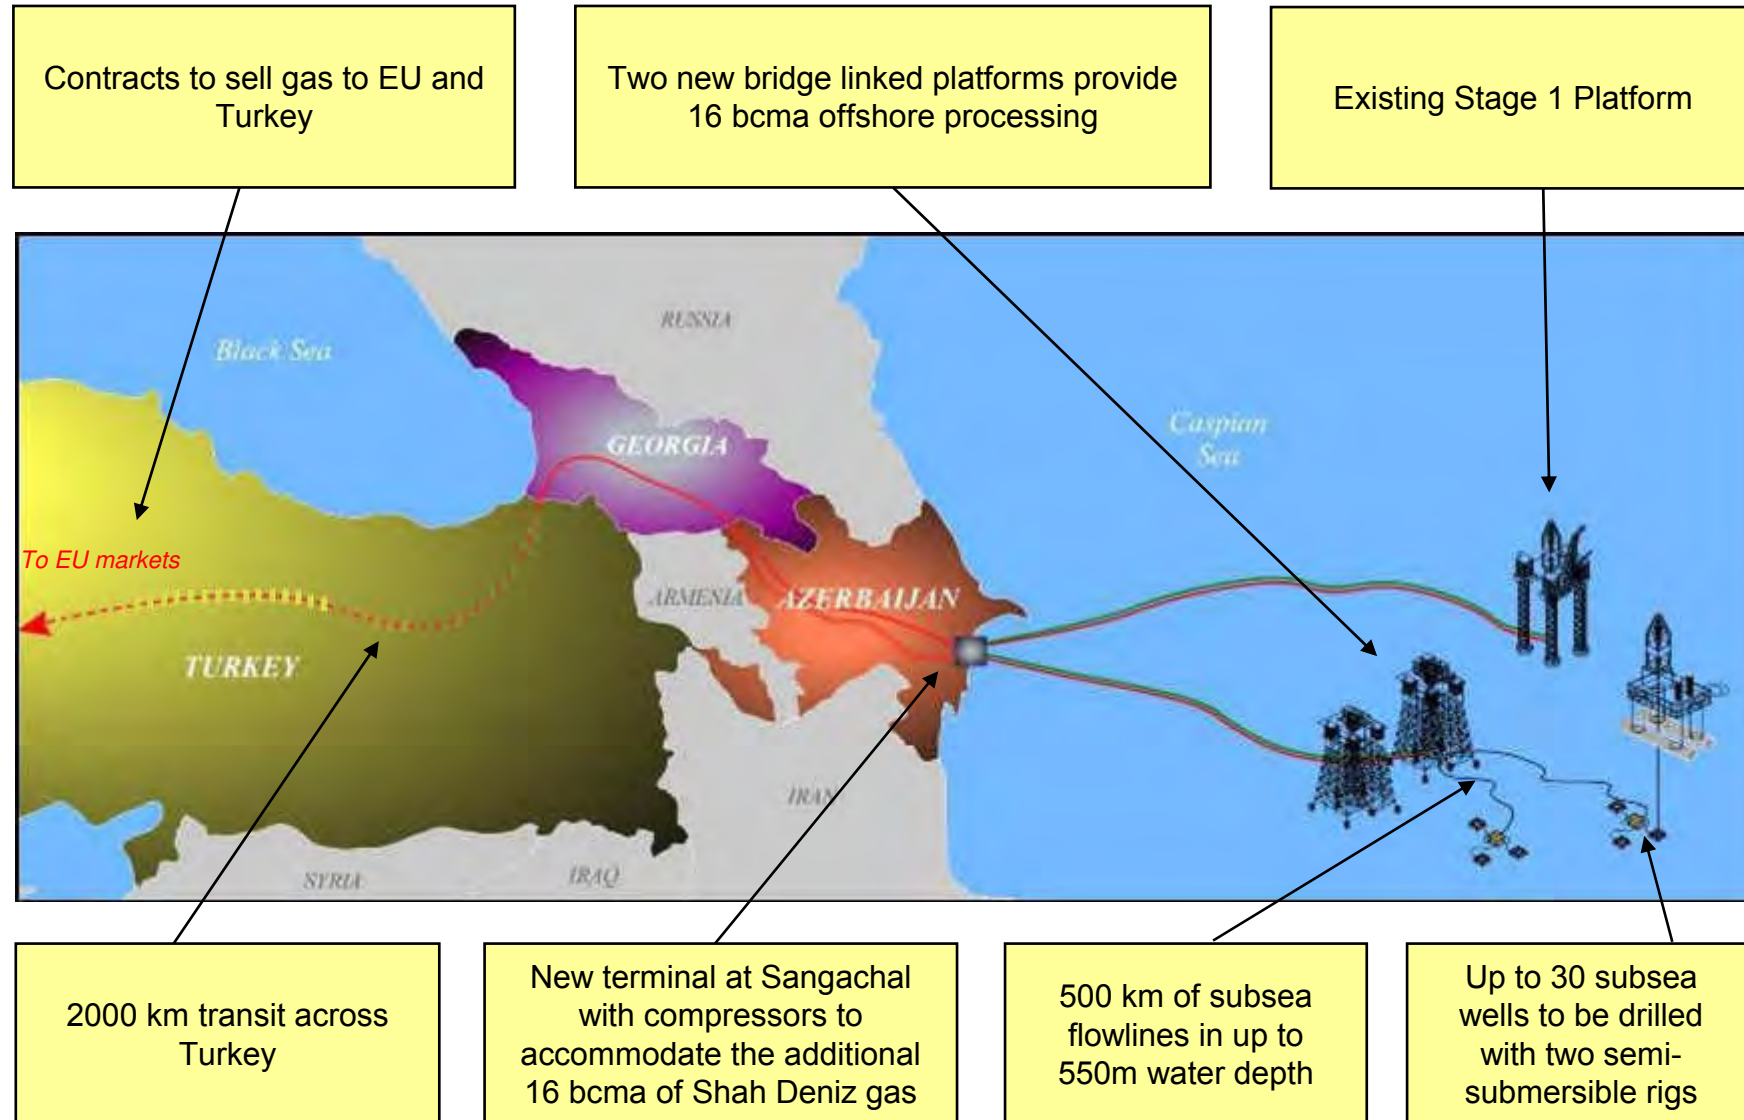 Contracts to sell gas to EU and
Turkey
Two new bridge linked platforms provide
16 bcma offshore processing
Existing Stage 1 Platform
RUSSIA
Black Sea
Caspian
Sea
GEORGIA
To EU markets
ARMENIA
AZERBAIJAN
TURKEY
IRAN
SYRIA
IRAQ
2000 km transit across
Turkey
New terminal at Sangachal
with compressors to
accommodate the additional
16 bcma of Shah Deniz gas
500 km of subsea
flowlines in up to
550m water depth
Up to 30 subsea
wells to be drilled
with two semi-
submersible rigs